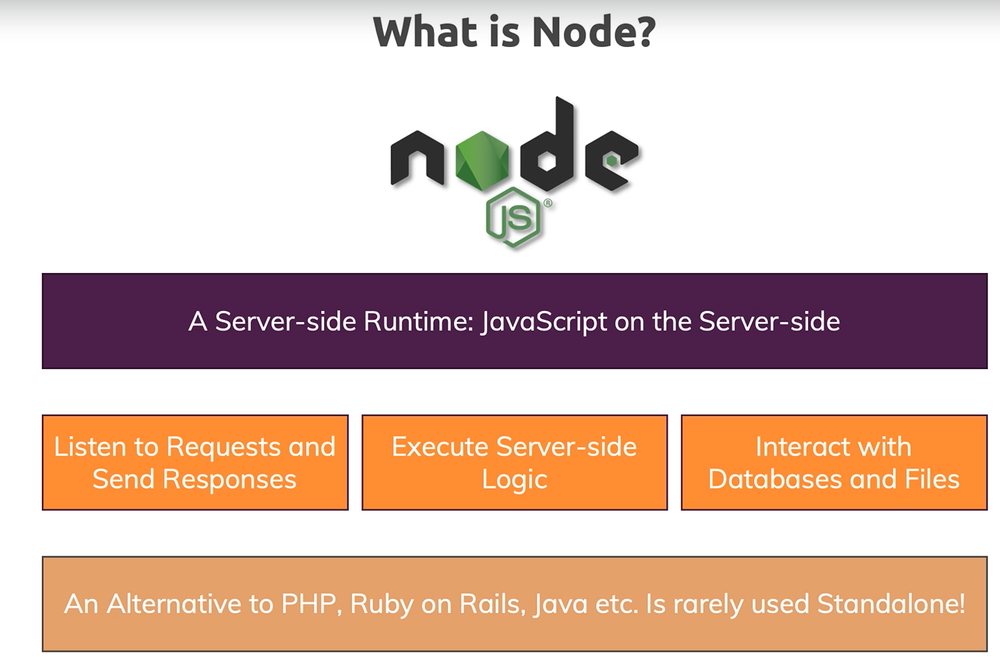 What is Node?
node
JS®
A Server-side Runtime: JavaScript on the Server-side
Listen to Requests and
Send Responses
Execute Server-side
Logic
Interact with
Databases and Files
An Alternative to PHP, Ruby on Rails, Java etc. Is rarely used Standalone!